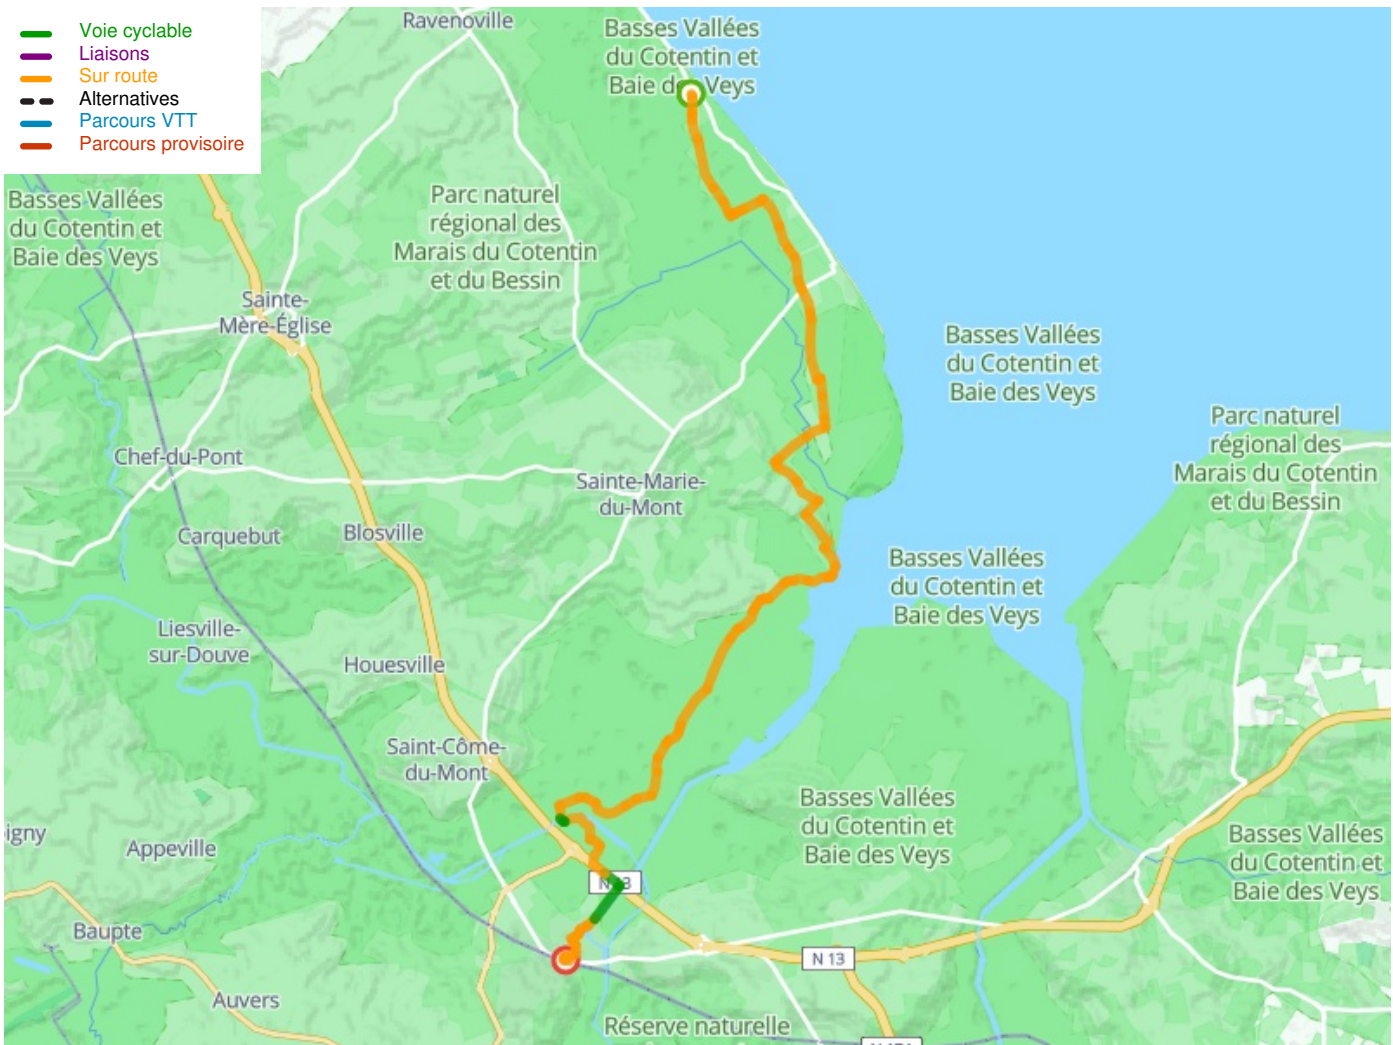 Voie cyclable
Liaisons
Sur route
Alternatives
Parcours VTT
Parcours provisoire
Ravenoville
Basses Vallées
du Cotentin et
Baie des Veys
Basses Vallées
du Cotentin et
Baie des Veys
Parc naturel
régional des
Marais du Cotentin
et du Bessin
Sainte-
Mère-Église
Basses Vallées
du Cotentin et
Baie des Veys
Parc naturel
régional des
Marais du Cotentin
et du Bessin
Chef-du-Pont
Sainte-Marie-
du-Mont
Carquebut
Blosville
Basses Vallées
du Cotentin et
Baie des Veys
Liesville-
sur-Douve
Houesville
Saint-Côme-
du-Mont
Basses Vallées
du Cotentin et
Baie des Veys
igny
Appeville
Basses Vallées
du Cotentin et
Baie des Veys
N 13
Baupte
N 13
Auvers
Réserve naturelle